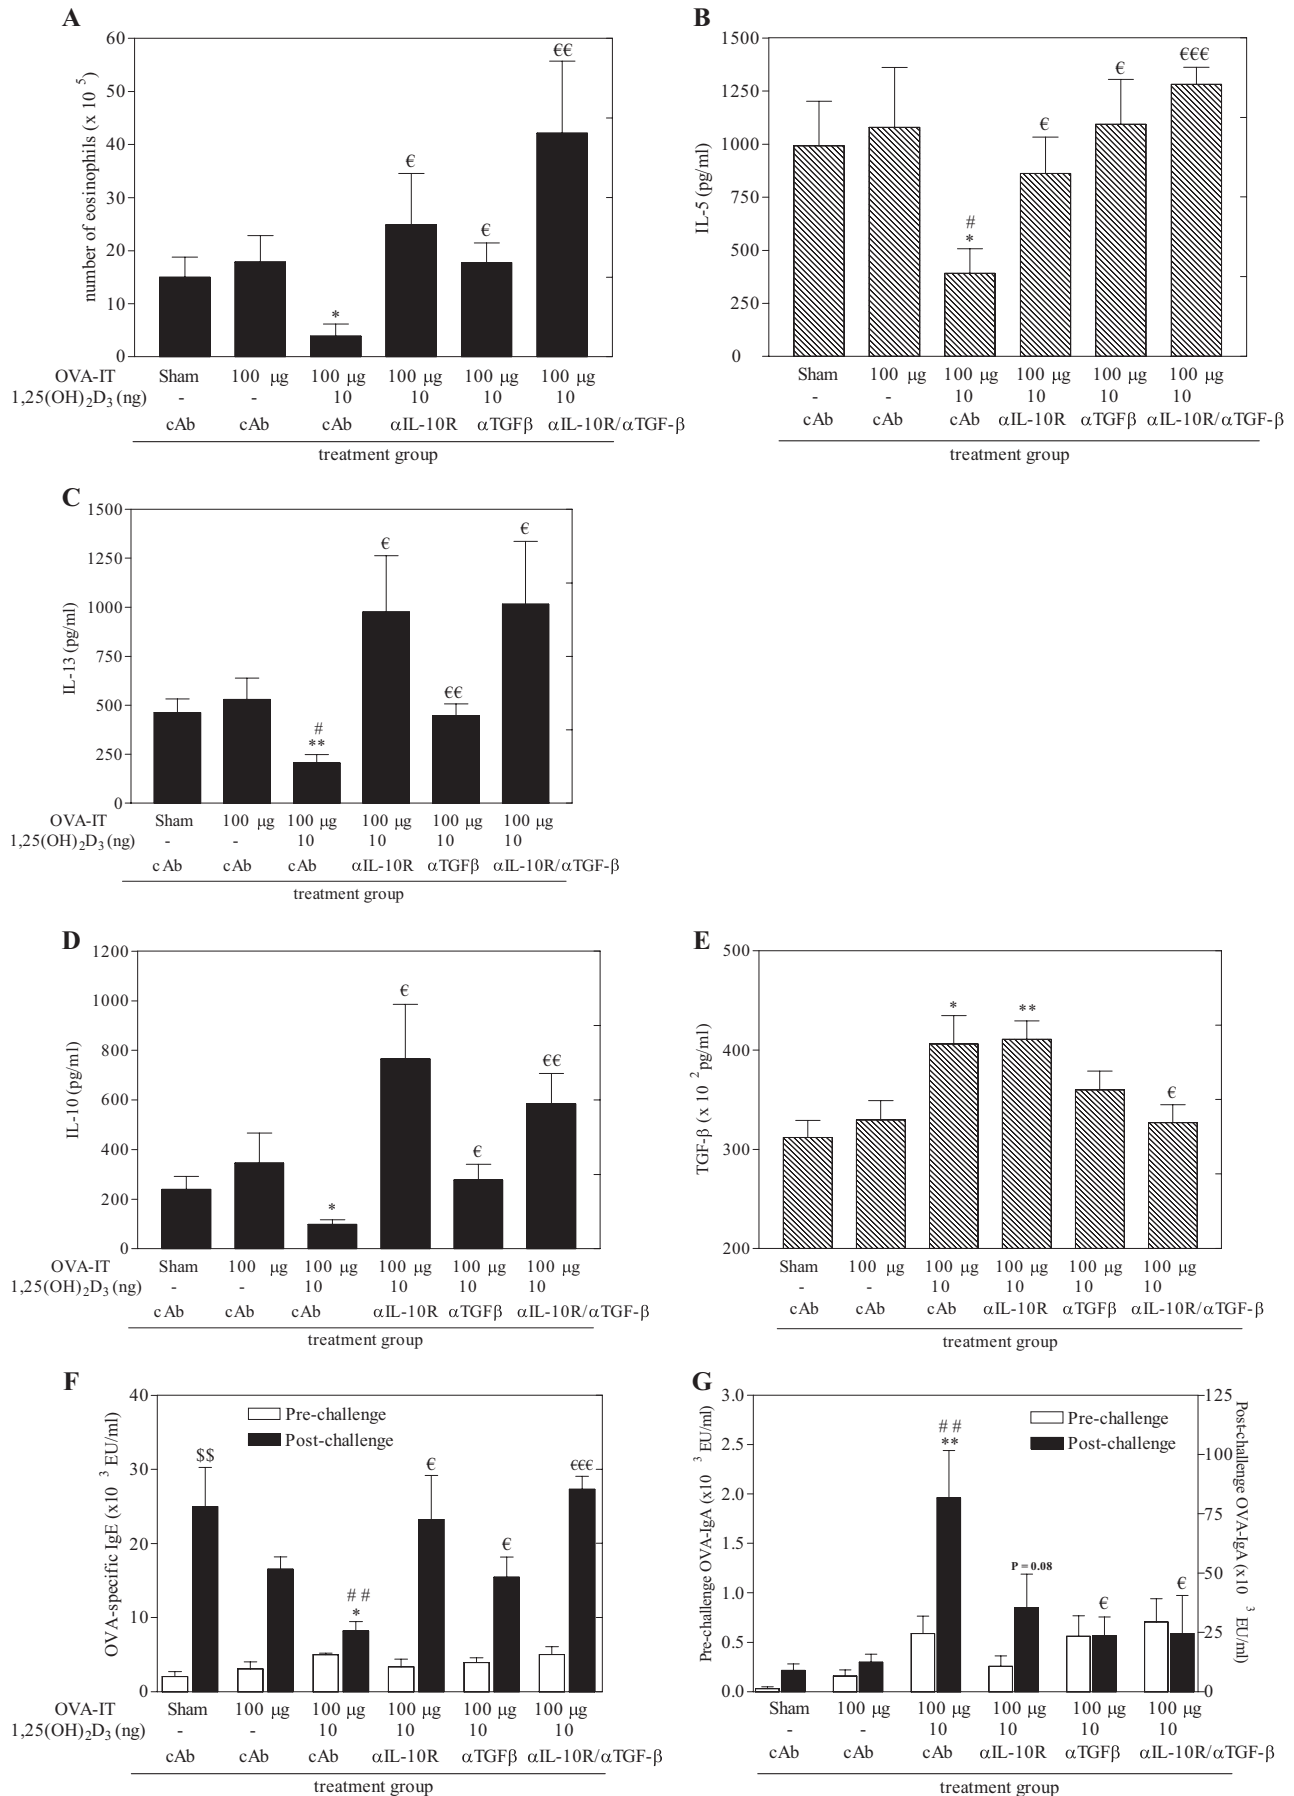 A
number of eosinophils (x 10 5)
60
50
40
30
20
10
0
*
€
€
€€
OVA-IT Sham 100 µg 100 µg 100 µg 100 µg 100 µg
1,25(OH)2D3 (ng) - - 10 10 10 10
cAb cAb cAb αIL-10R αTGFβ αIL-10R/αTGF-β
treatment group
B
IL-5 (pg/ml)
1500
1250
1000
750
500
250
0
#
*
€
€
€€€
Sham 100 µg 100 µg 100 µg 100 µg 100 µg
- - 10 10 10 10
cAb cAb cAb αIL-10R αTGFβ αIL-10R/αTGF-β
treatment group
C
IL-13 (pg/ml)
1500
1250
1000
750
500
250
0
#
**
€
€€
€
OVA-IT Sham 100 µg 100 µg 100 µg 100 µg 100 µg
1,25(OH)2D3 (ng) - - 10 10 10 10
cAb cAb cAb αIL-10R αTGFβ αIL-10R/αTGF-β
treatment group
D
IL-10 (pg/ml)
1200
1000
800
600
400
200
0
*
€
€
€€
OVA-IT Sham 100 µg 100 µg 100 µg 100 µg 100 µg
1,25(OH)2D3 (ng) - - 10 10 10 10
cAb cAb cAb αIL-10R αTGFβ αIL-10R/αTGF-β
treatment group
E
TGF-β (x 10 2 pg/ml)
500
400
300
200
*
**
€
Sham 100 µg 100 µg 100 µg 100 µg 100 µg
- - 10 10 10 10
cAb cAb cAb αIL-10R αTGFβ αIL-10R/αTGF-β
treatment group
F
OVA-specific IgE (x10 3 EU/ml)
40
30
20
10
0
Pre-challenge
Post-challenge
$$
##
*
€
€
€€€
OVA-IT Sham 100 µg 100 µg 100 µg 100 µg 100 µg
1,25(OH)2D3 (ng) - - 10 10 10 10
cAb cAb cAb αIL-10R αTGFβ αIL-10R/αTGF-β
treatment group
G
Pre-challenge OVA-IgA (x10 3 EU/ml)
3.0
2.5
2.0
1.5
1.0
0.5
0.0
Pre-challenge
Post-challenge
##
**
P = 0.08
€
€
125
100
75
50
25
0
Post-challenge OVA-IgA (x10 3 EU/ml)
Sham 100 µg 100 µg 100 µg 100 µg 100 µg
- - 10 10 10 10
cAb cAb cAb αIL-10R αTGFβ αIL-10R/αTGF-β
treatment group